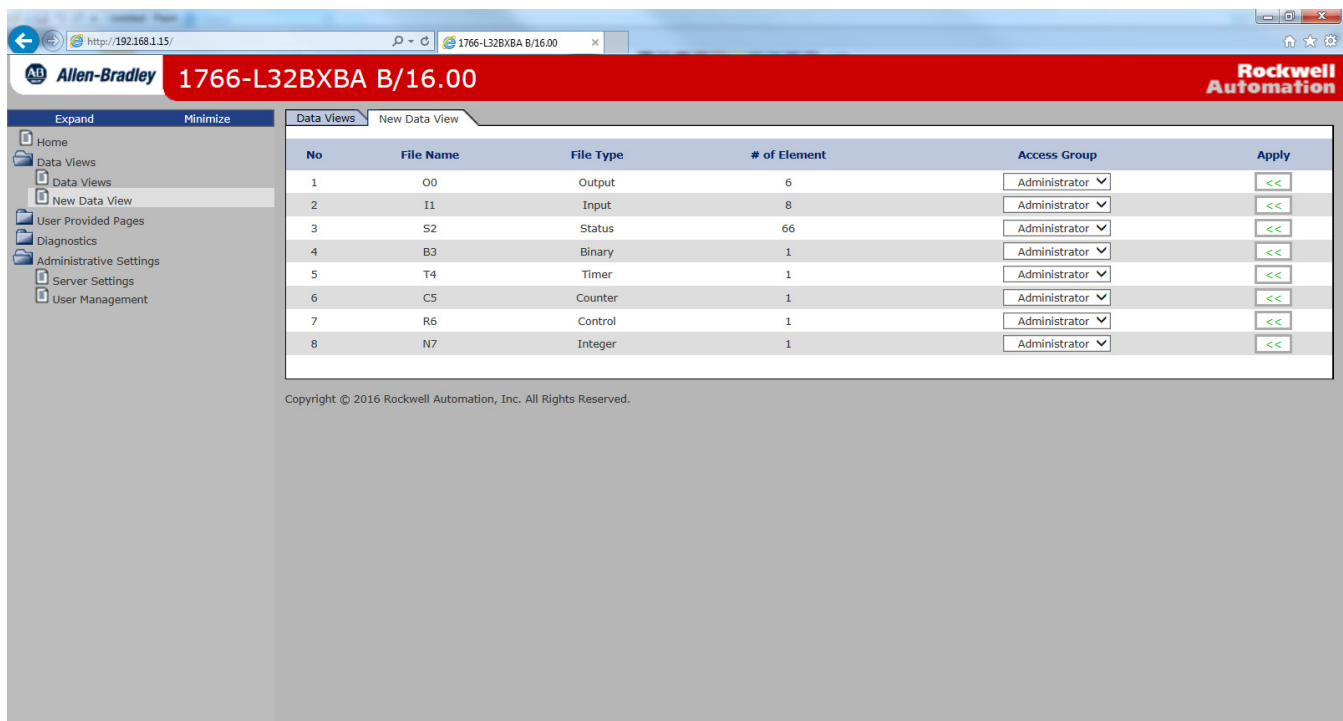 http://192.168.1.15/
1766-L32BXBA B/16.00
Allen-Bradley
1766-L32BXBA B/16.00
Rockwell
Automation
Expand Minimize
Home
Data Views
Data Views
New Data View
User Provided Pages
Diagnostics
Administrative Settings
Server Settings
User Management
Data Views New Data View
No File Name File Type # of Element Access Group Apply
1 O0 Output 6 Administrator <<
2 I1 Input 8 Administrator <<
3 S2 Status 66 Administrator <<
4 B3 Binary 1 Administrator <<
5 T4 Timer 1 Administrator <<
6 C5 Counter 1 Administrator <<
7 R6 Control 1 Administrator <<
8 N7 Integer 1 Administrator <<
Copyright © 2016 Rockwell Automation, Inc. All Rights Reserved.